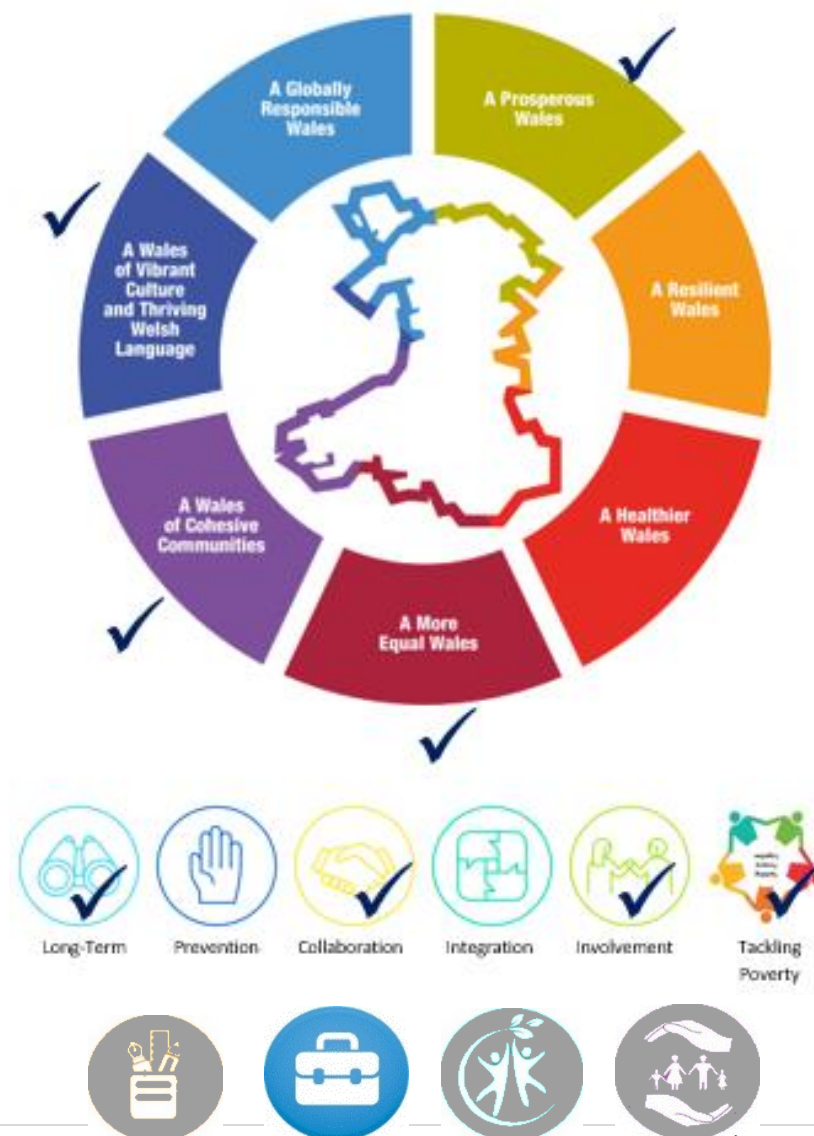 A Globally
Responsible
Wales
A Prosperous
Wales
A Wales
of Vibrant
Culture
and Thriving
Welsh
Language
A Resilient
Wales
A Wales
of Cohesive
Communities
A Healthier
Wales
A More
Equal Wales
Long-Term
Prevention
Collaboration
Integration
Involvement
Tackling
Poverty